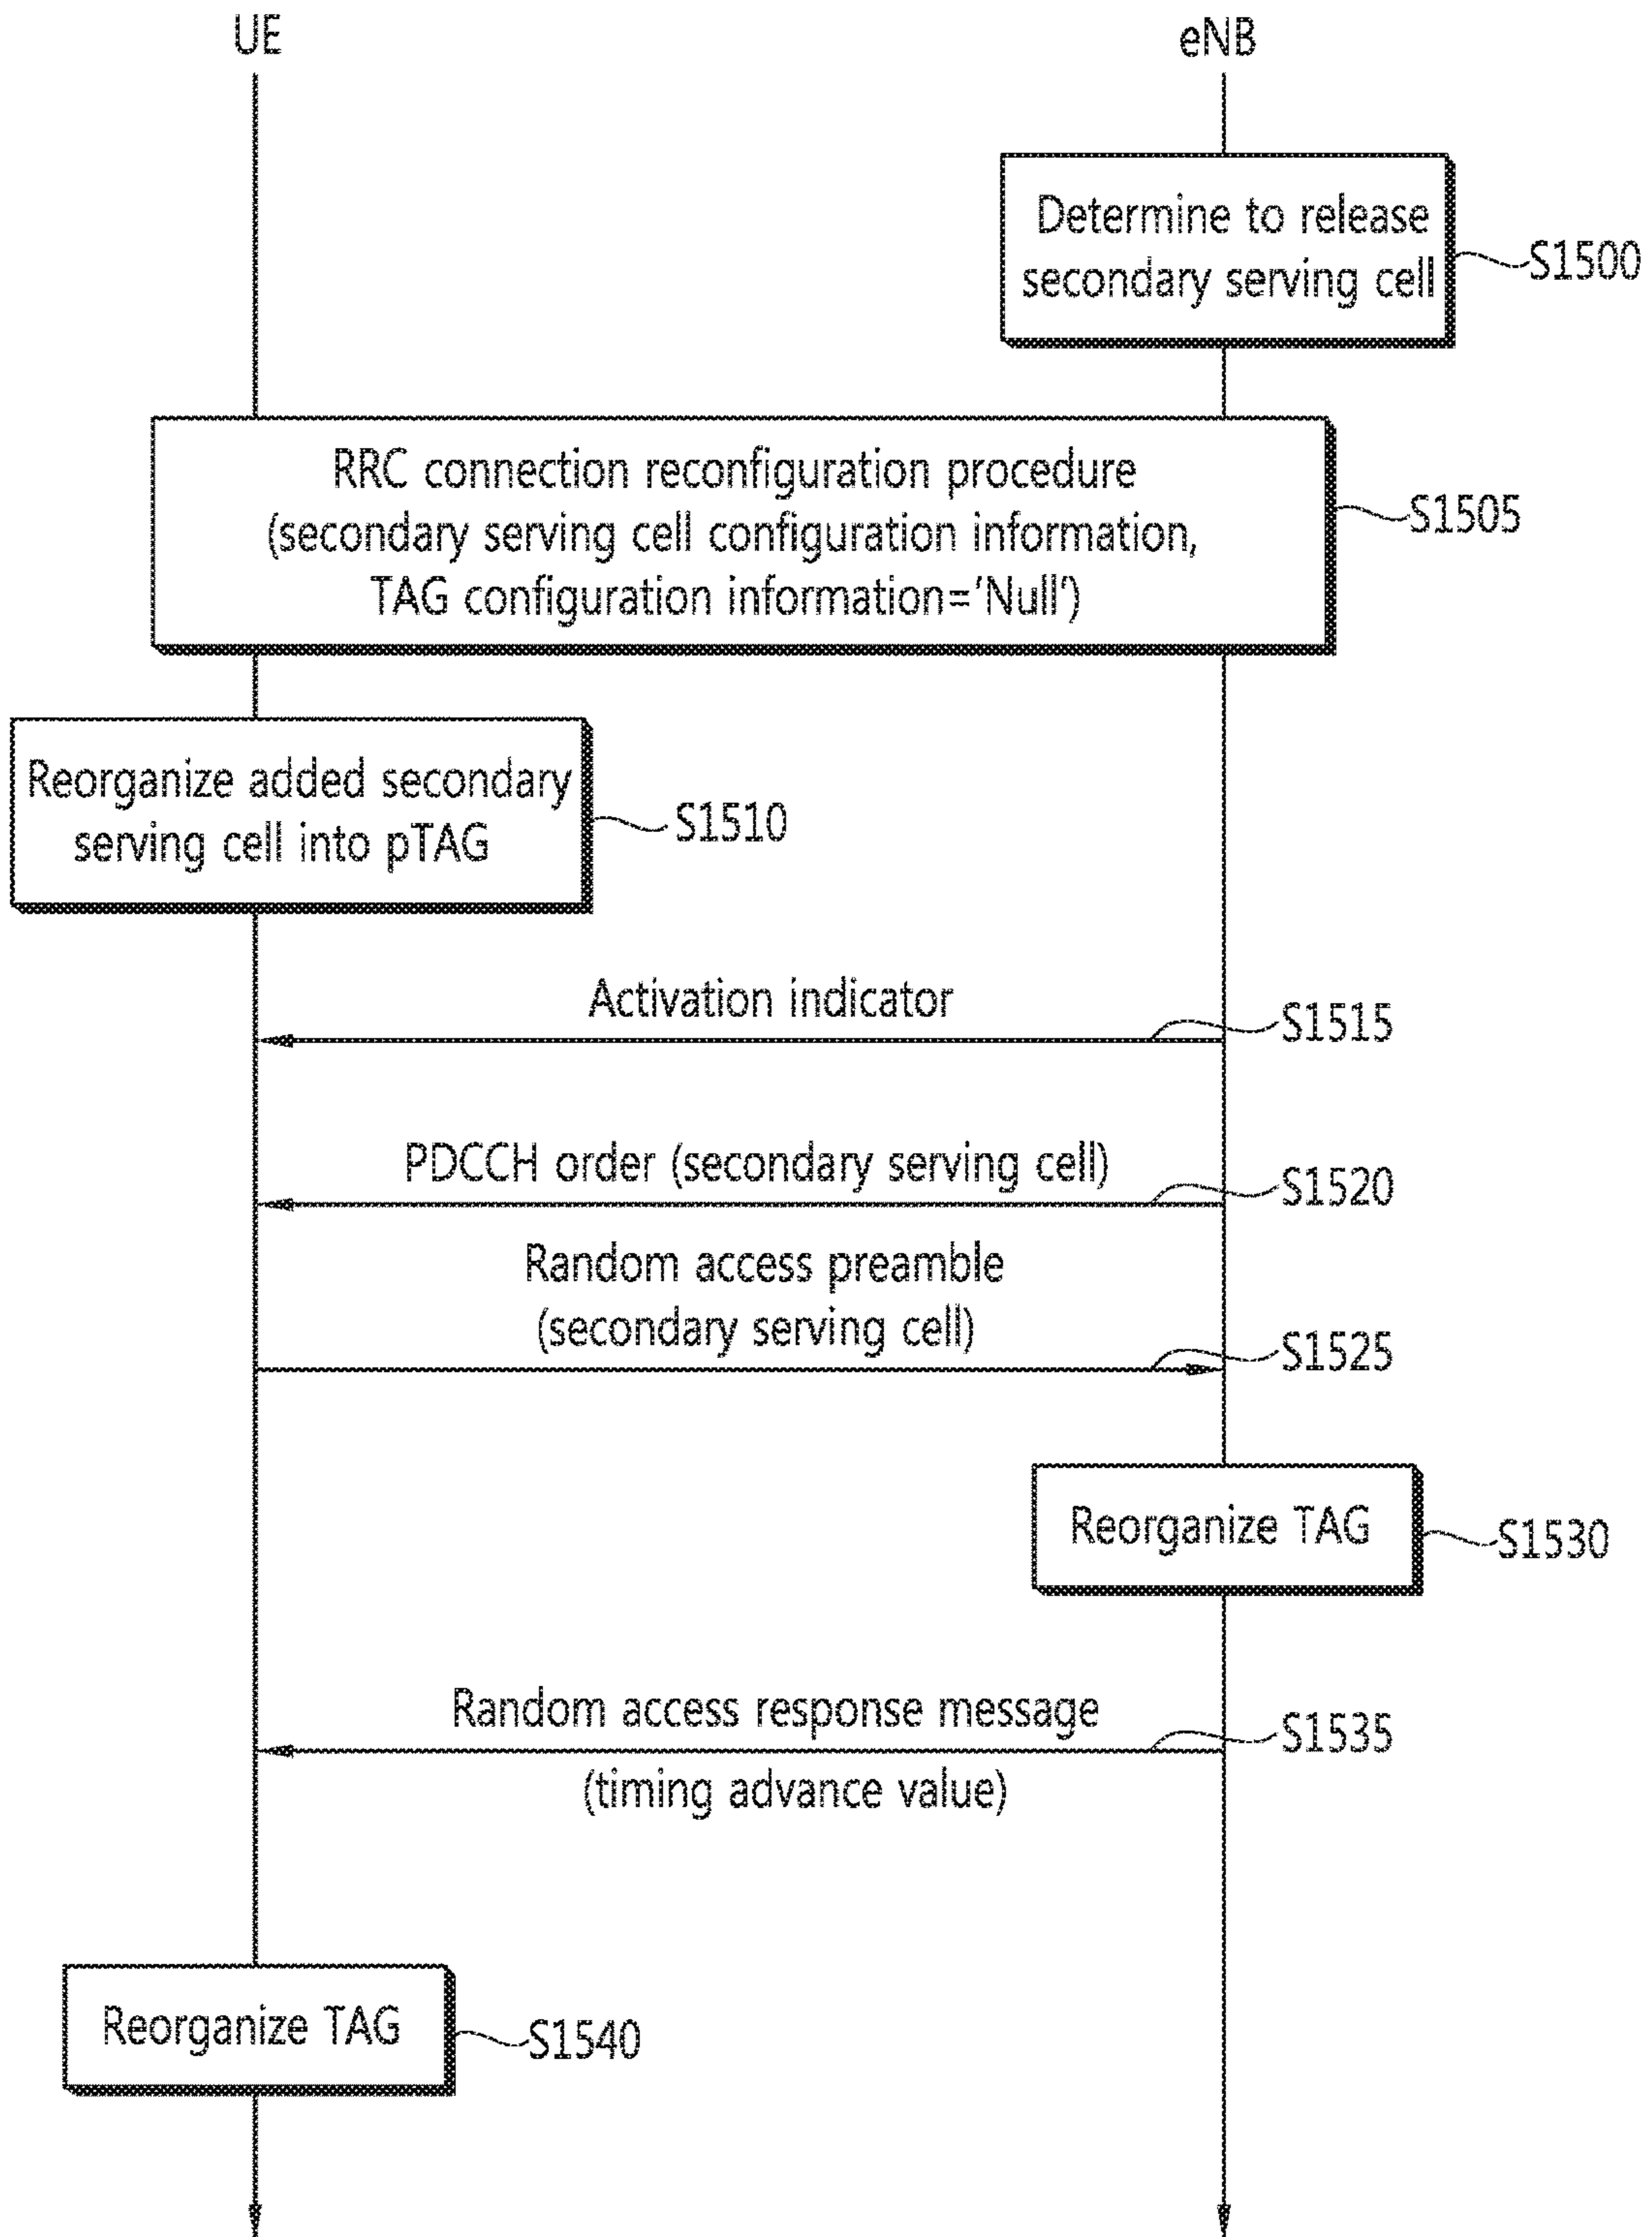 UE
eNB
Determine to release
secondary serving cell
S1500
RRC connection reconfiguration procedure
(secondary serving cell configuration information,
TAG configuration information='Null')
S1505
Reorganize added secondary
serving cell into pTAG
S1510
Activation indicator
S1515
PDCCH order (secondary serving cell)
S1520
Random access preamble
(secondary serving cell)
S1525
Reorganize TAG
S1530
Random access response message
S1535
(timing advance value)
Reorganize TAG
S1540